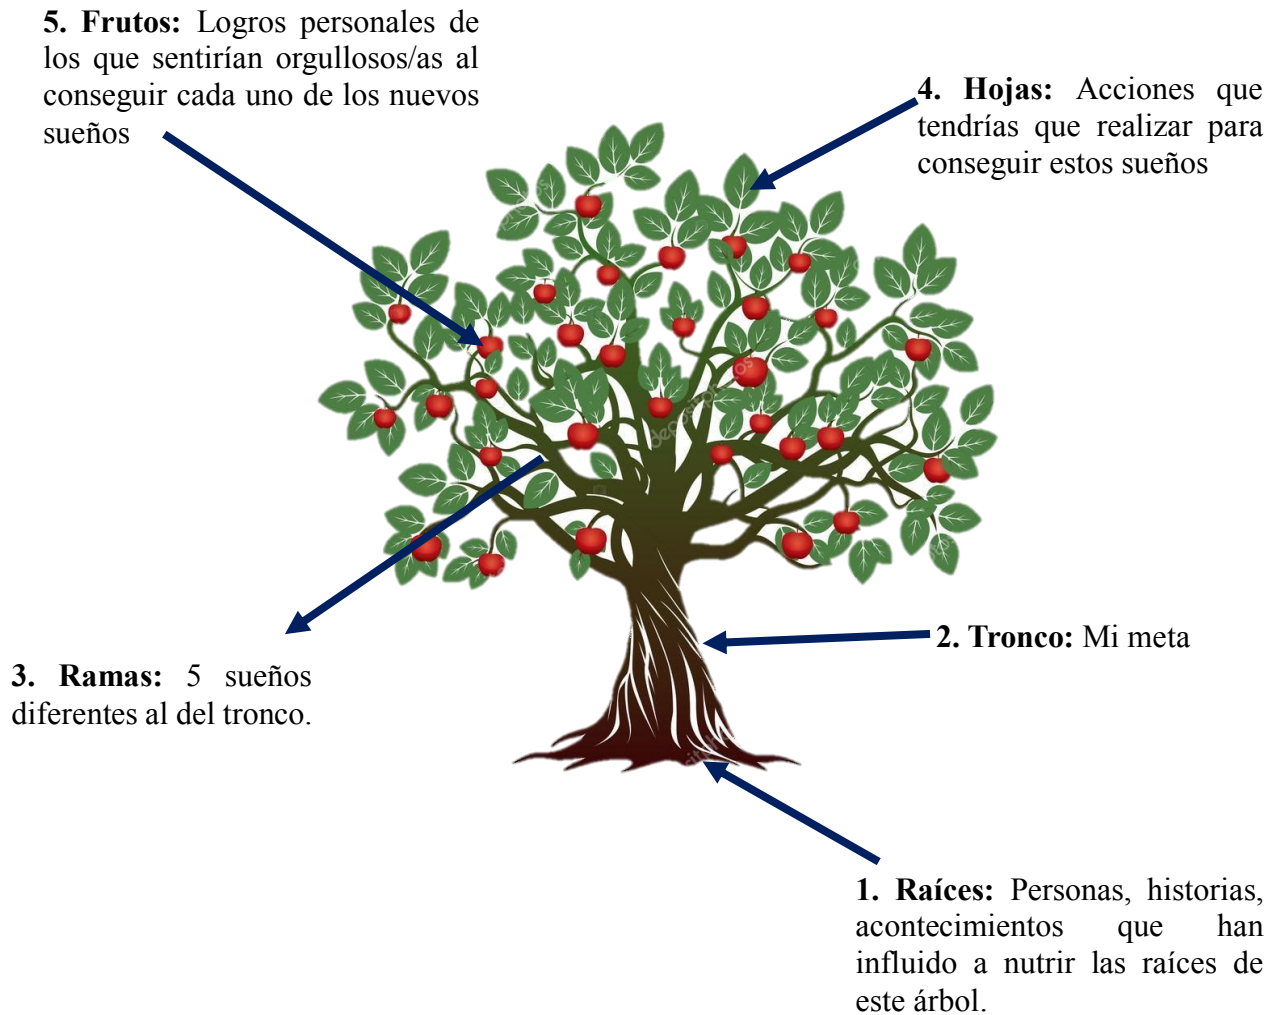 5. Frutos: Logros personales de
los que sentirían orgullosos/as al
conseguir cada uno de los nuevos
sueños
4. Hojas: Acciones que
tendrías que realizar para
conseguir estos sueños
depositphotos
3. Ramas: 5 sueños
diferentes al del tronco.
2. Tronco: Mi meta
1. Raíces: Personas, historias,
acontecimientos que han
influido a nutrir las raíces de
este árbol.